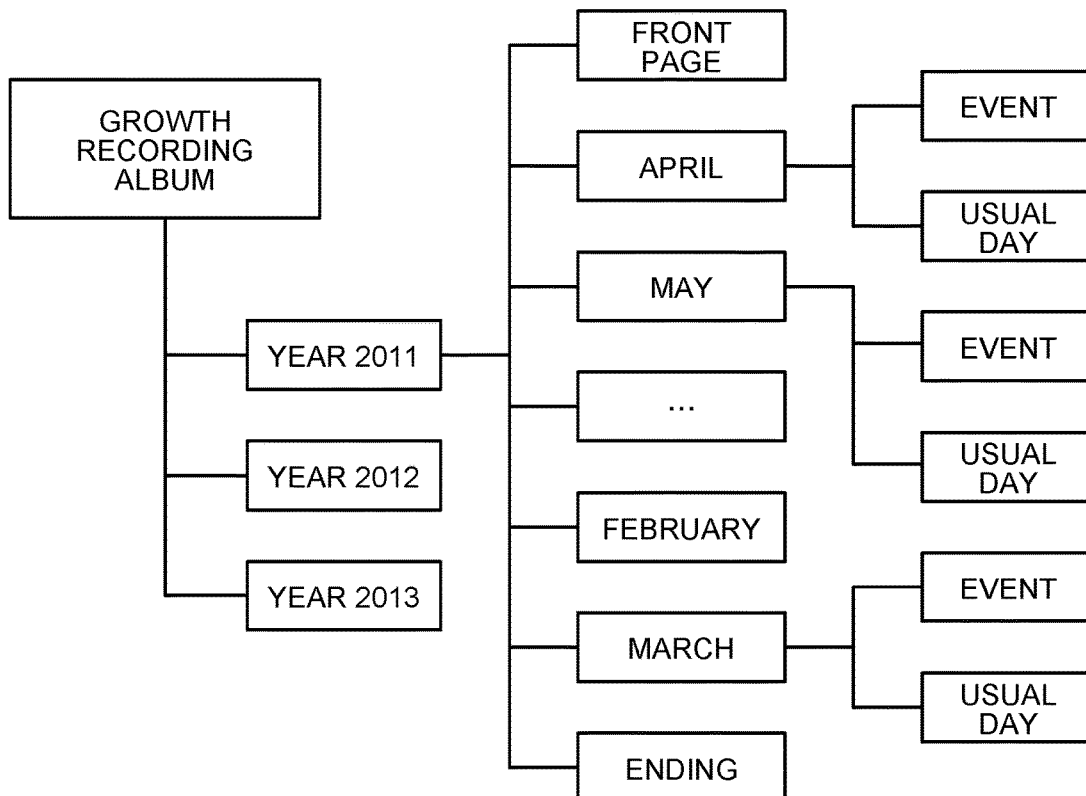 GROWTH
RECORDING
ALBUM
YEAR 2011
YEAR 2012
YEAR 2013
FRONT
PAGE
APRIL
MAY
...
FEBRUARY
MARCH
ENDING
EVENT
USUAL
DAY
EVENT
USUAL
DAY
EVENT
USUAL
DAY